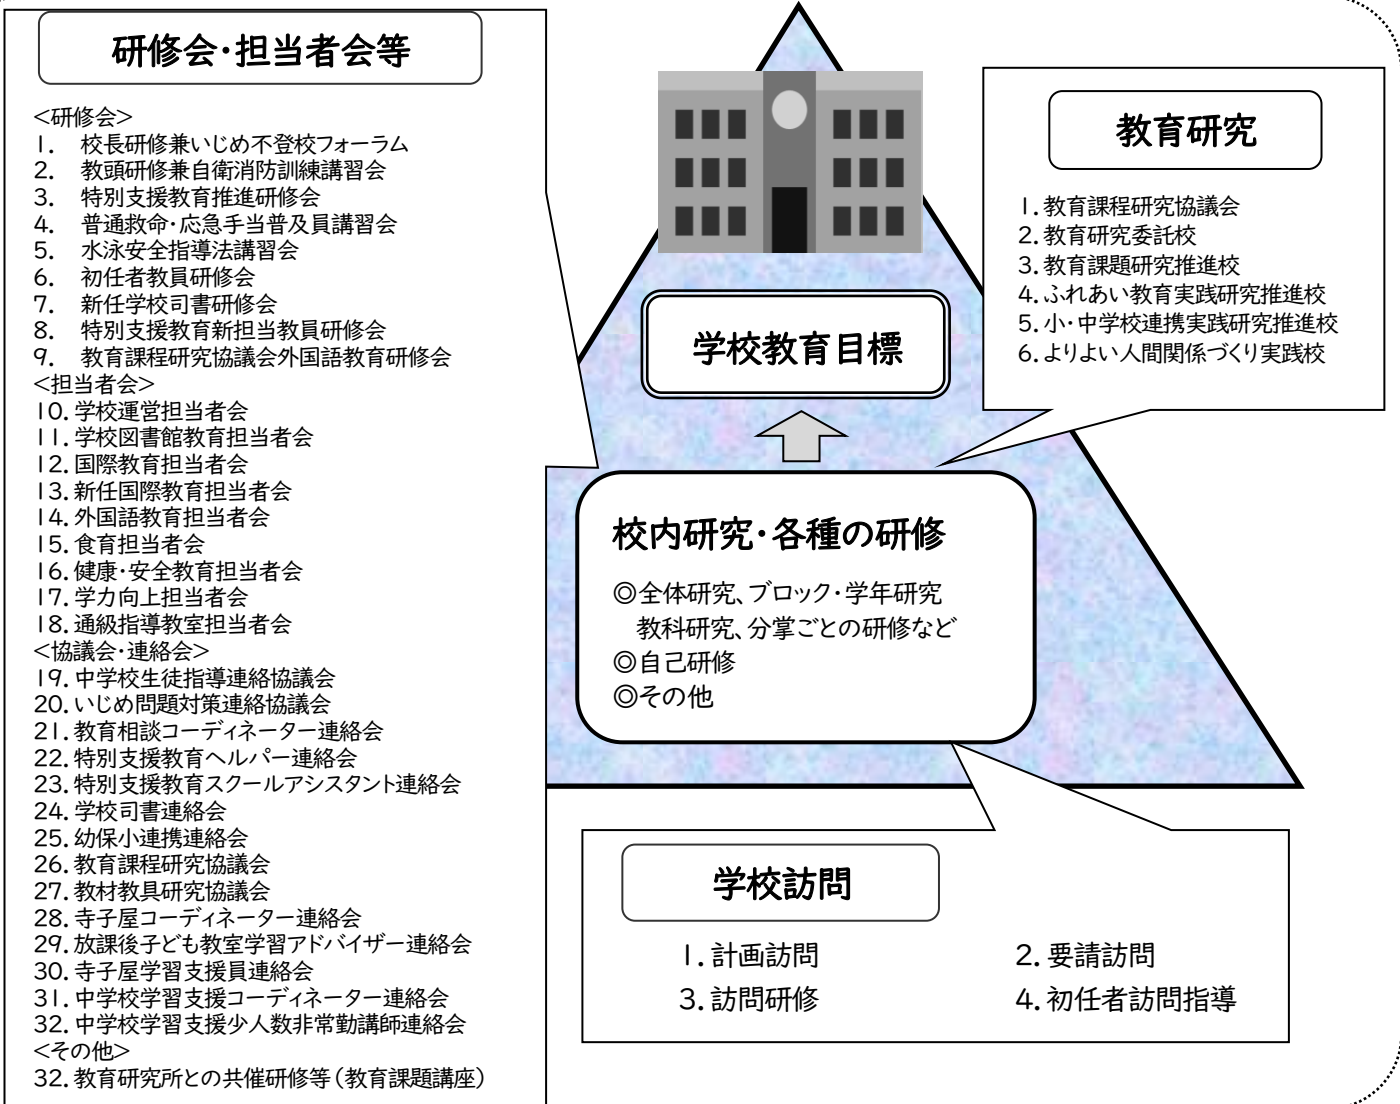 研修会・担当者会等
＜研修会＞
1. 校長研修兼いじめ不登校フォーラム
2. 教頭研修兼自衛消防訓練講習会
3. 特別支援教育推進研修会
4. 普通救命・応急手当普及員講習会
5. 水泳安全指導法講習会
6. 初任者教員研修会
7. 新任学校司書研修会
8. 特別支援教育新担当教員研修会
9. 教育課程研究協議会外国語教育研修会
＜担当者会＞
10. 学校運営担当者会
11. 学校図書館教育担当者会
12. 国際教育担当者会
13. 新任国際教育担当者会
14. 外国語教育担当者会
15. 食育担当者会
16. 健康・安全教育担当者会
17. 学力向上担当者会
18. 通級指導教室担当者会
＜協議会・連絡会＞
19. 中学校生徒指導連絡協議会
20. いじめ問題対策連絡協議会
21. 教育相談コーディネーター連絡会
22. 特別支援教育ヘルパー連絡会
23. 特別支援教育スクールアシスタント連絡会
24. 学校司書連絡会
25. 幼保小連携連絡会
26. 教育課程研究協議会
27. 教材教具研究協議会
28. 寺子屋コーディネーター連絡会
29. 放課後子ども教室学習アドバイザー連絡会
30. 寺子屋学習支援員連絡会
31. 中学校学習支援コーディネーター連絡会
32. 中学校学習支援少人数非常勤講師連絡会
＜その他＞
32. 教育研究所との共催研修等（教育課題講座）
教育研究
1. 教育課程研究協議会
2. 教育研究委託校
3. 教育課題研究推進校
4. ふれあい教育実践研究推進校
5. 小・中学校連携実践研究推進校
6. よりよい人間関係づくり実践校
学校教育目標
校内研究・各種の研修
◎全体研究、ブロック・学年研究
教科研究、分掌ごとの研修など
◎自己研修
◎その他
学校訪問
1. 計画訪問 2. 要請訪問
3. 訪問研修 4. 初任者訪問指導